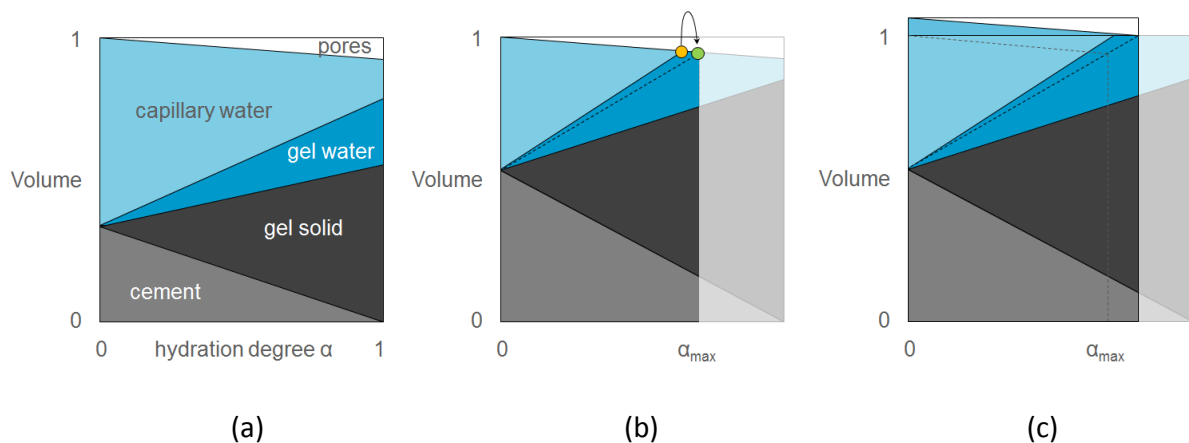 1
pores
capillary water
gel water
Volume
gel solid
cement
0
0
hydration degree α
1
(a)
1
Volume
0
0
αmax
(b)
1
Volume
0
0
αmax
(c)